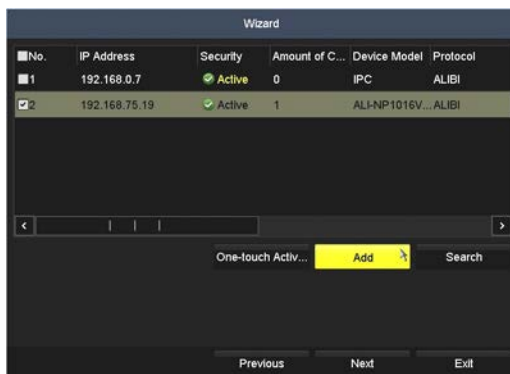 Wizard
No. IP Address Security Amount of C... Device Model Protocol
1 192.168.0.7 Active 0 IPC ALIBI
2 192.168.75.19 Active 1 ALI-NP1016V... ALIBI
One-touch Activ... Add Search
Previous Next Exit